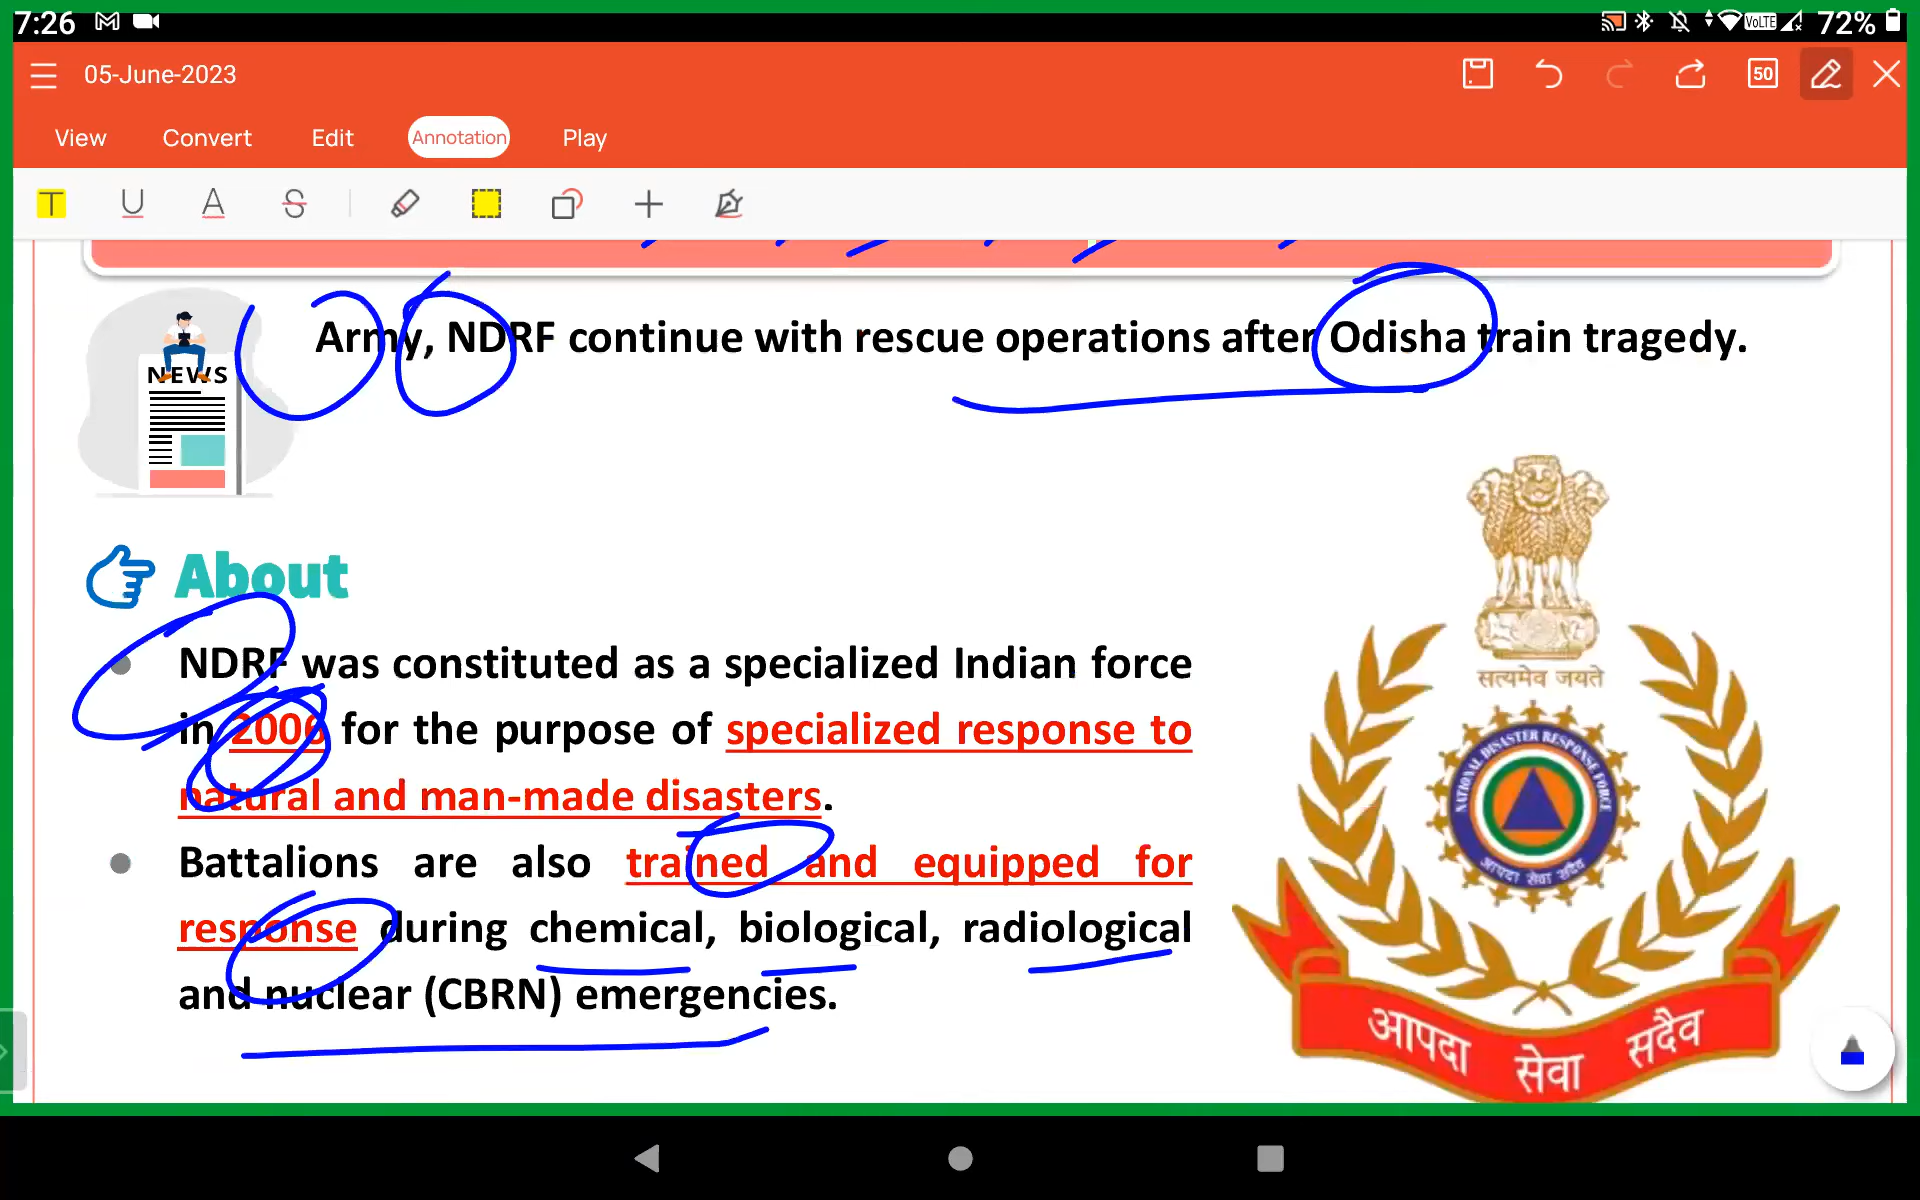 7:26 VoLTE 72%
05-June-2023 50
View Convert Edit Annotation Play
T U A S
Army, NDRF continue with rescue operations after Odisha train tragedy.
NEWS
About
NDRF was constituted as a specialized Indian force
in 2006 for the purpose of specialized response to
natural and man-made disasters.
Battalions are also trained and equipped for
response during chemical, biological, radiological
and nuclear (CBRN) emergencies.
सत्यमेव जयते
NATIONAL DISASTER RESPONSE FORCE
आपदा सेवा सदैव
आपदा सेवा सदैव